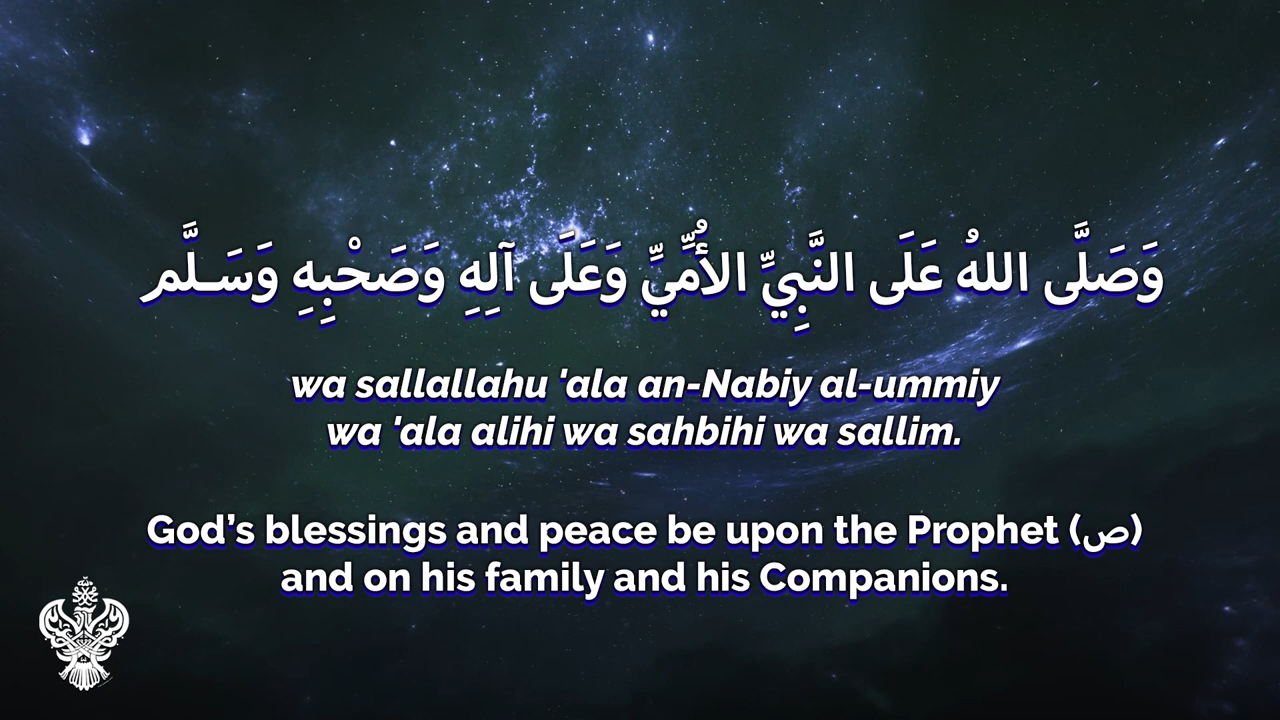 وَصَلَّى اللهُ عَلَى النَّبِيِّ الأُمِّيِّ وَعَلَى آلِهِ وَصَحْبِهِ وَسَـلَّم
wa sallallahu 'ala an-Nabiy al-ummiy
wa 'ala alihi wa sahbihi wa sallim.
God’s blessings and peace be upon the Prophet (ص)
and on his family and his Companions.